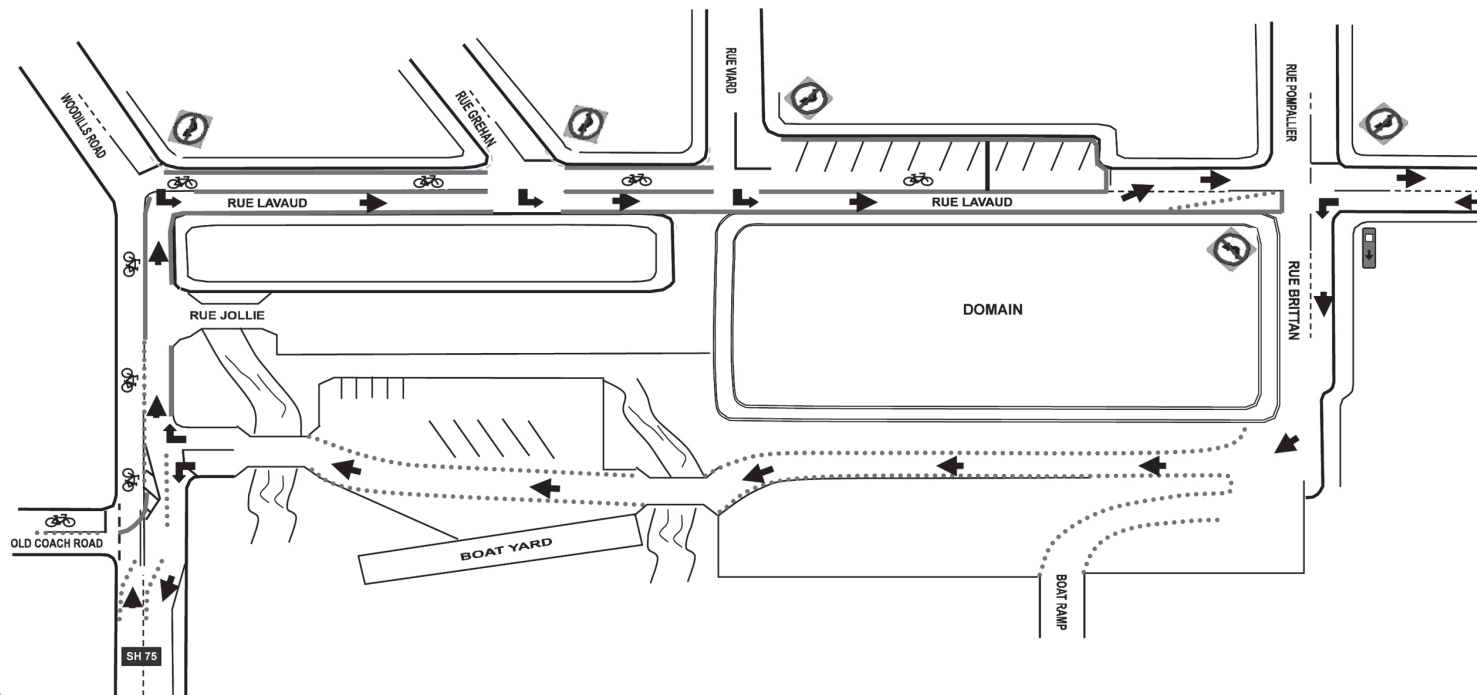 WOODILLS ROAD
RUE GREHAN
RUE VIARD
RUE POMPALLIER
RUE LAVAUD
RUE LAVAUD
RUE BRITTAN
RUE JOLLIE
DOMAIN
OLD COACH ROAD
BOAT YARD
BOAT RAMP
SH 75